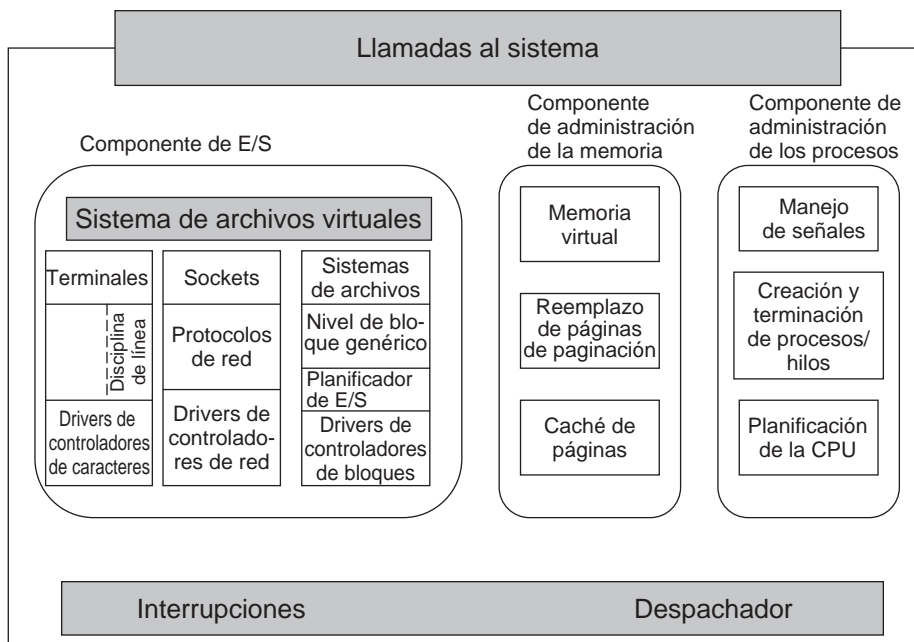 Llamadas al sistema
Componente de E/S
Componente
de administración
de la memoria
Componente de
administración
de los procesos
Sistema de archivos virtuales
Terminales
Disciplina
de línea
Drivers de
controladores
de caracteres
Sockets
Protocolos
de red
Drivers de
controlado-
res de red
Sistemas
de archivos
Nivel de blo-
que genérico
Planificador
de E/S
Drivers de
controladores
de bloques
Memoria
virtual
Reemplazo
de páginas
de paginación
Caché de
páginas
Manejo
de señales
Creación y
terminación
de procesos/
hilos
Planificación
de la CPU
Interrupciones
Despachador